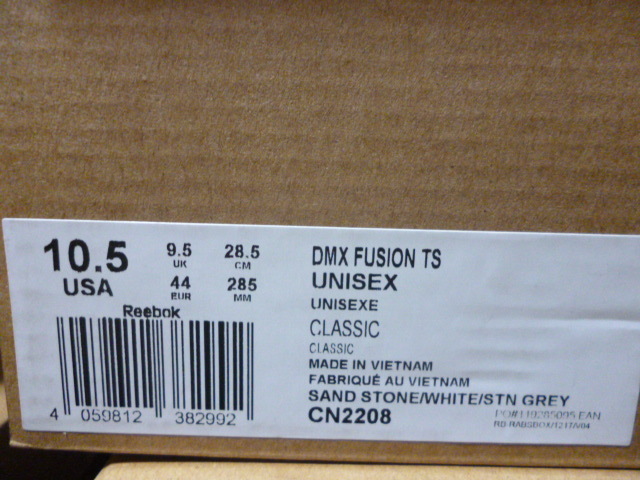 10.5 9.5 28.5
UK CM
USA 44 285
EUR MM
Reebok
4 059812 382992
DMX FUSION TS
UNISEX
UNISEXE
CLASSIC
CLASSIC
MADE IN VIETNAM
FABRIQUÉ AU VIETNAM
SAND STONE/WHITE/STN GREY
CN2208
EAN